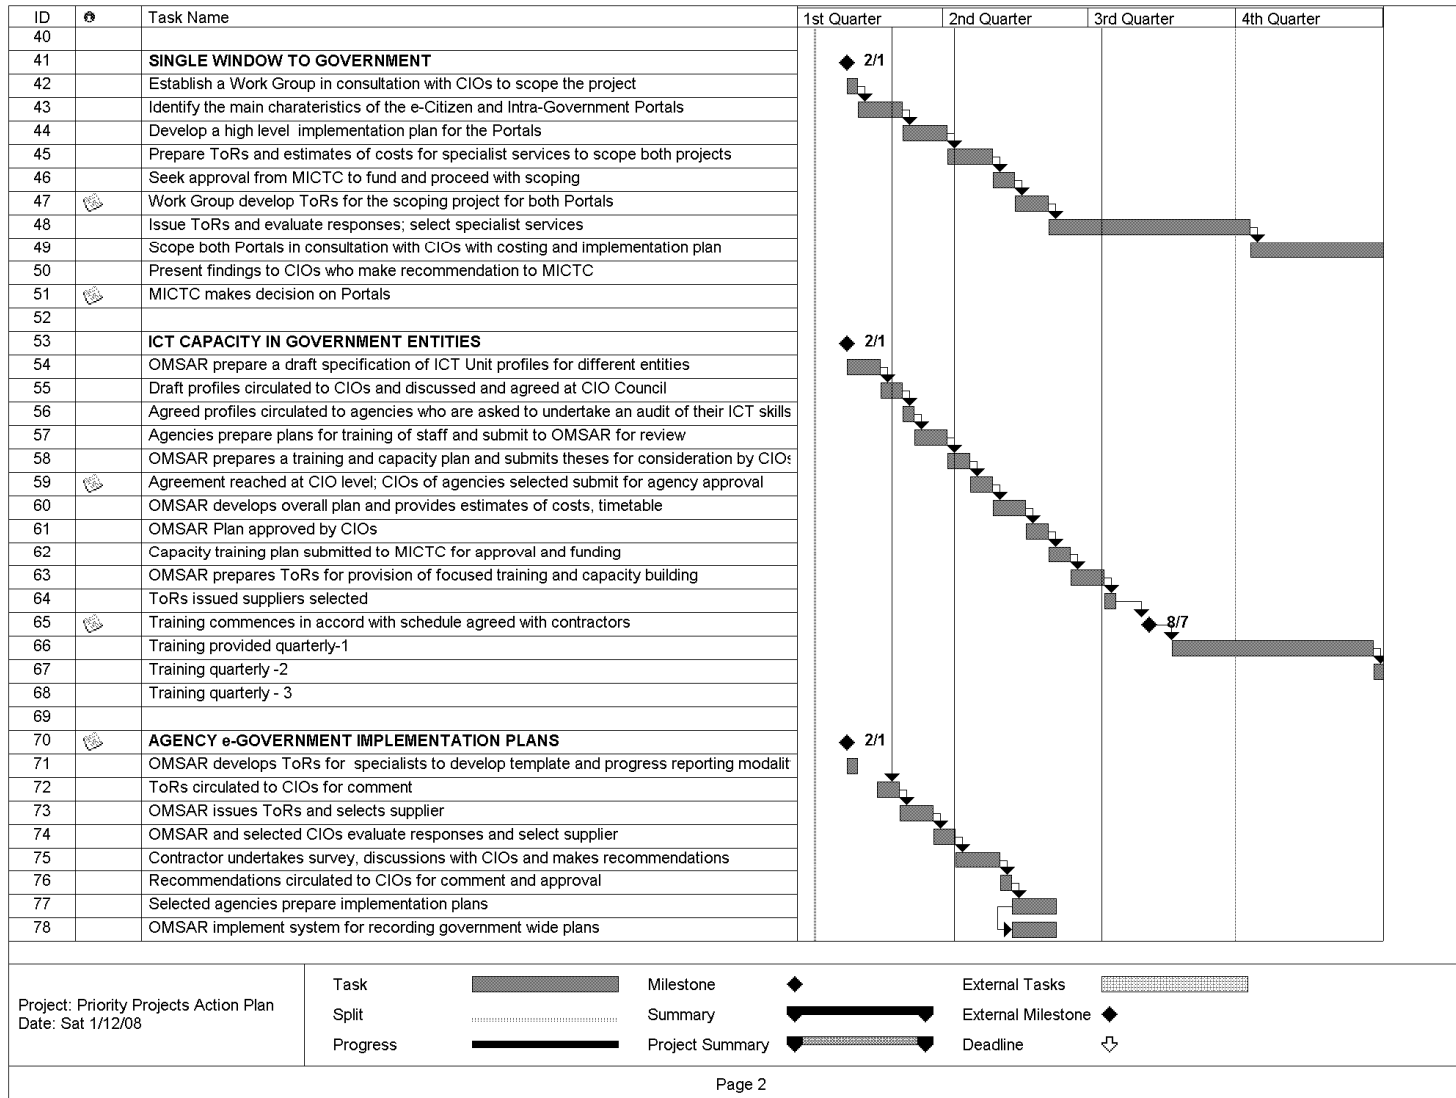 ID Task Name 1st Quarter 2nd Quarter 3rd Quarter 4th Quarter
40
41 SINGLE WINDOW TO GOVERNMENT 2/1
42 Establish a Work Group in consultation with CIOs to scope the project
43 Identify the main charateristics of the e-Citizen and Intra-Government Portals
44 Develop a high level implementation plan for the Portals
45 Prepare ToRs and estimates of costs for specialist services to scope both projects
46 Seek approval from MICTC to fund and proceed with scoping
47 Work Group develop ToRs for the scoping project for both Portals
48 Issue ToRs and evaluate responses; select specialist services
49 Scope both Portals in consultation with CIOs with costing and implementation plan
50 Present findings to CIOs who make recommendation to MICTC
51 MICTC makes decision on Portals
52
53 ICT CAPACITY IN GOVERNMENT ENTITIES 2/1
54 OMSAR prepare a draft specification of ICT Unit profiles for different entities
55 Draft profiles circulated to CIOs and discussed and agreed at CIO Council
56 Agreed profiles circulated to agencies who are asked to undertake an audit of their ICT skills
57 Agencies prepare plans for training of staff and submit to OMSAR for review
58 OMSAR prepares a training and capacity plan and submits theses for consideration by CIOs
59 Agreement reached at CIO level; CIOs of agencies selected submit for agency approval
60 OMSAR develops overall plan and provides estimates of costs, timetable
61 OMSAR Plan approved by CIOs
62 Capacity training plan submitted to MICTC for approval and funding
63 OMSAR prepares ToRs for provision of focused training and capacity building
64 ToRs issued suppliers selected
65 Training commences in accord with schedule agreed with contractors 8/7
66 Training provided quarterly-1
67 Training quarterly -2
68 Training quarterly - 3
69
70 AGENCY e-GOVERNMENT IMPLEMENTATION PLANS 2/1
71 OMSAR develops ToRs for specialists to develop template and progress reporting modalit
72 ToRs circulated to CIOs for comment
73 OMSAR issues ToRs and selects supplier
74 OMSAR and selected CIOs evaluate responses and select supplier
75 Contractor undertakes survey, discussions with CIOs and makes recommendations
76 Recommendations circulated to CIOs for comment and approval
77 Selected agencies prepare implementation plans
78 OMSAR implement system for recording government wide plans
Project: Priority Projects Action Plan
Date: Sat 1/12/08
Task Milestone External Tasks
Split Summary External Milestone
Progress Project Summary Deadline
Page 2